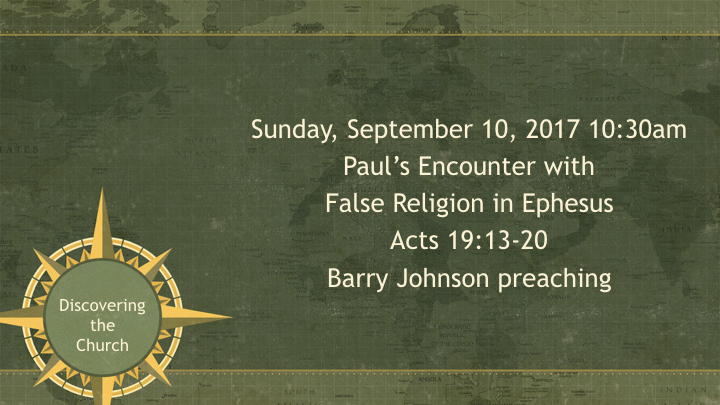 Sunday, September 10, 2017 10:30am
Paul's Encounter with
False Religion in Ephesus
Acts 19:13-20
Barry Johnson preaching
Discovering
the
Church